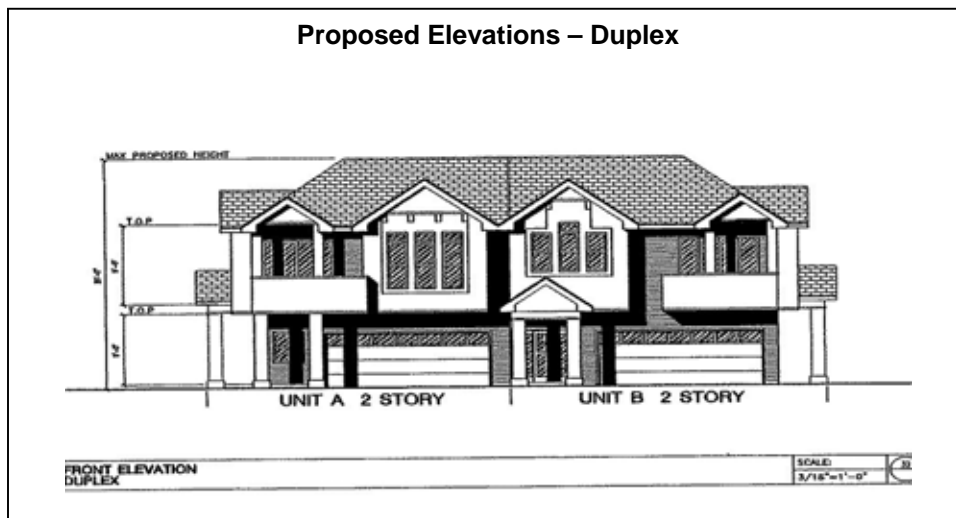 Proposed Elevations – Duplex
MAX PROPOSED HEIGHT
T.O.P
T.O.P
UNIT A 2 STORY
UNIT B 2 STORY
FRONT ELEVATION
DUPLEX
SCALE:
3/16"=1'-0"